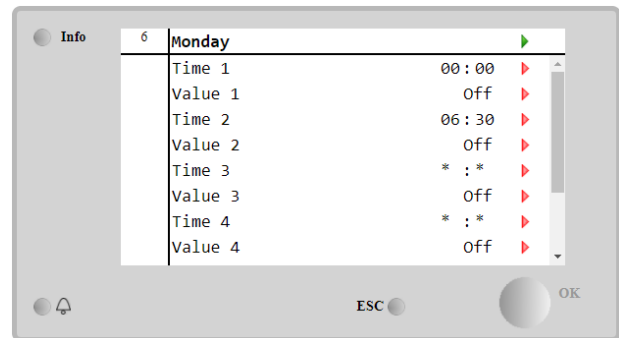 Info
6 Monday
Time 1 00:00
Value 1 Off
Time 2 06:30
Value 2 Off
Time 3 * :*
Value 3 Off
Time 4 * :*
Value 4 Off
ESC
OK